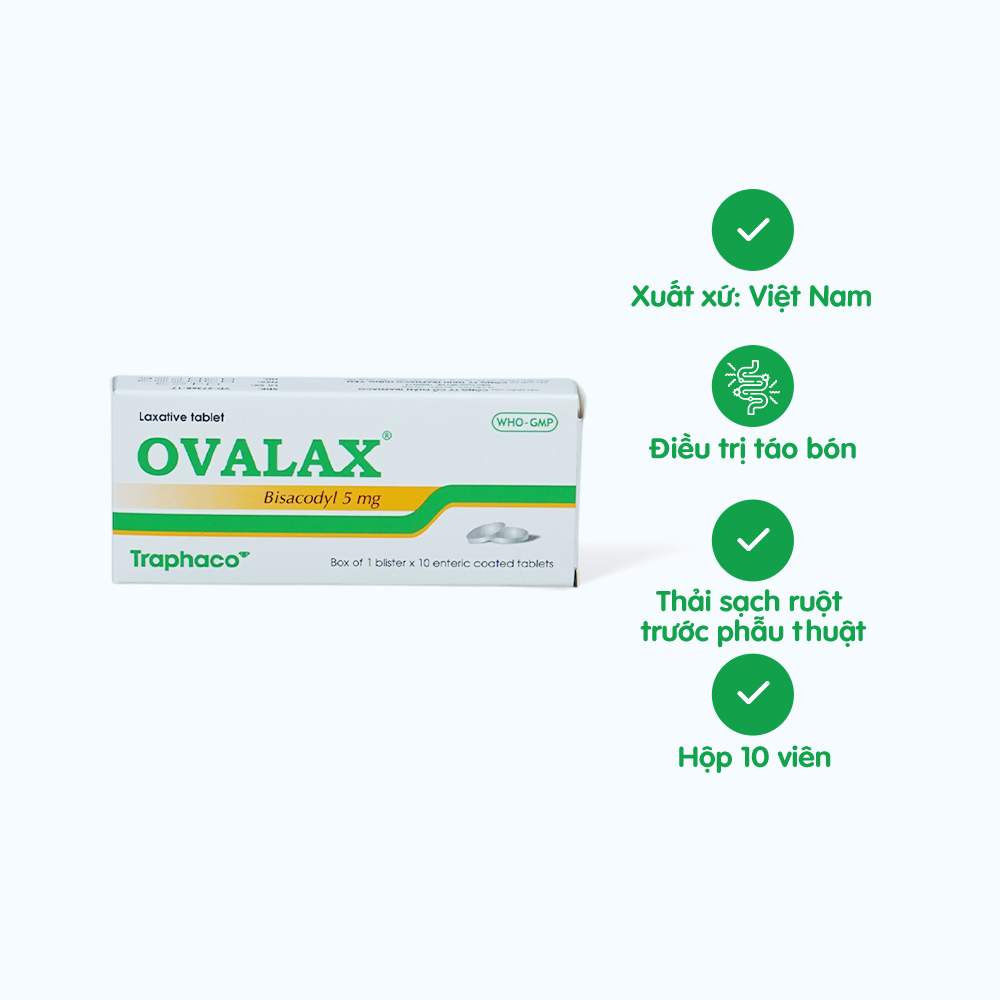 Laxative tablet
WHO-GMP
OVALAX®
Bisacodyl 5 mg
Traphaco
Box of 1 blister x 10 enteric coated tablets
Xuất xứ: Việt Nam
Điều trị táo bón
Thải sạch ruột
trước phẫu thuật
Hộp 10 viên